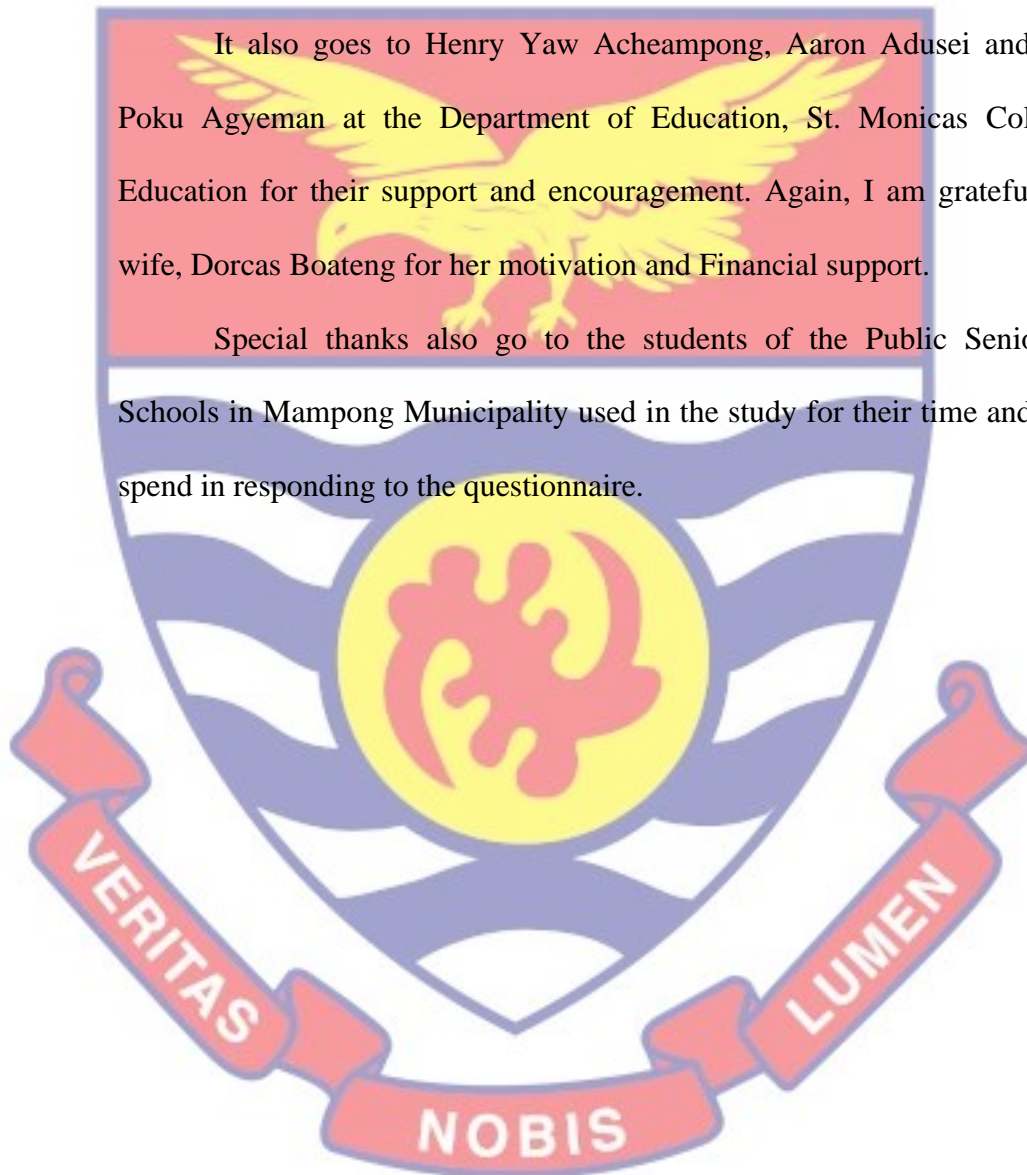 It also goes to Henry Yaw Acheampong, Aaron Adusei and
Poku Agyeman at the Department of Education, St. Monicas Col
Education for their support and encouragement. Again, I am grateful
wife, Dorcas Boateng for her motivation and Financial support.
Special thanks also go to the students of the Public Senio
Schools in Mampong Municipality used in the study for their time and
spend in responding to the questionnaire.
VERITAS
NOBIS
LUMEN